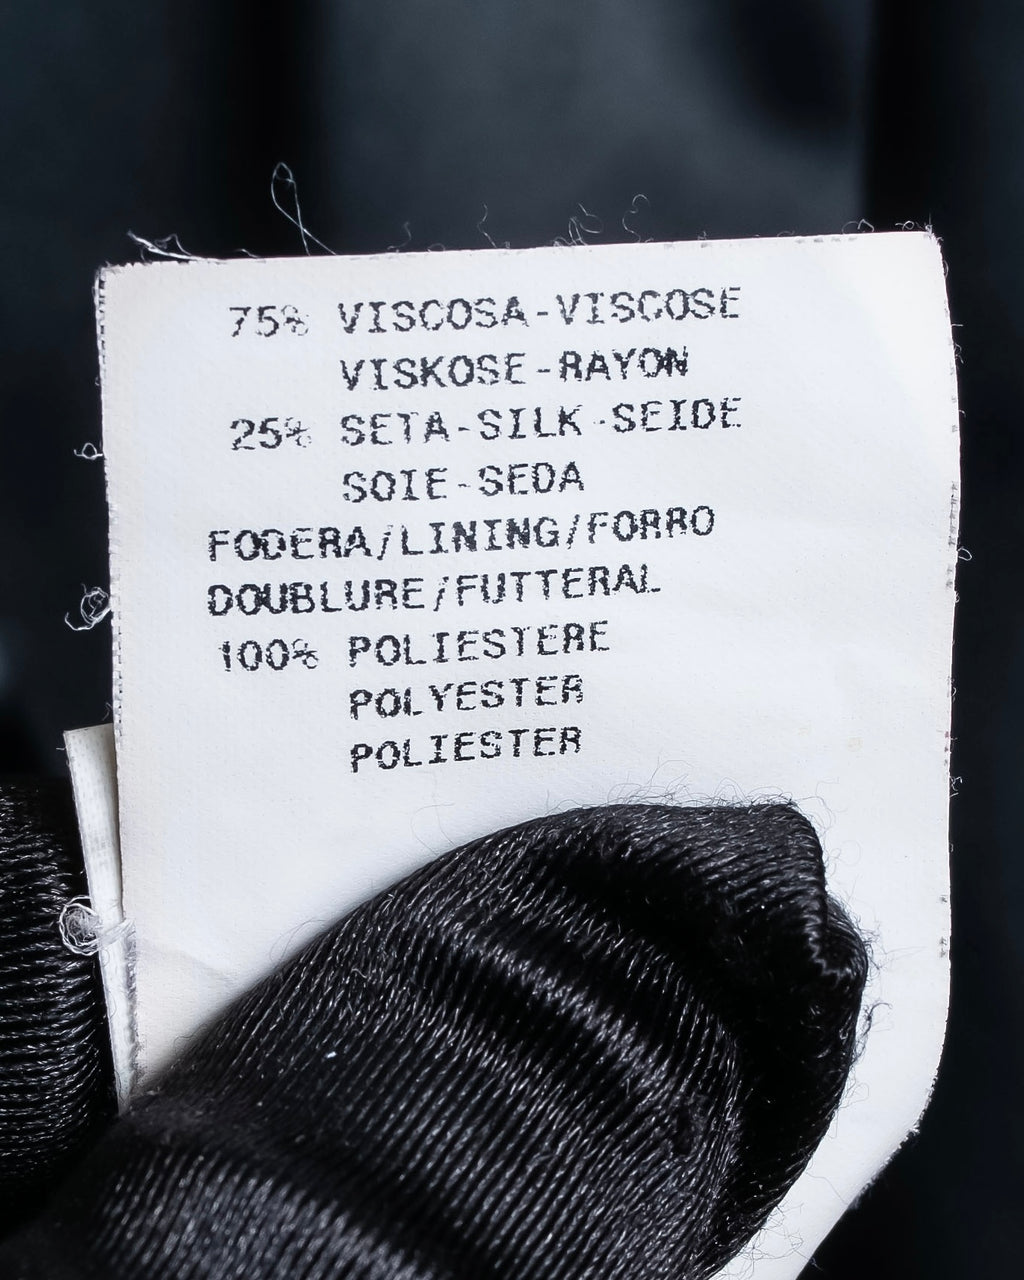 75% VISCOSA-VISCOSE
VISKOSE-RAYON
25% SETA-SILK-SEIDE
SOIE-SEDA
FODERA/LINING/FORRO
DOUBLURE/FUTTERAL
100% POLIESTERE
POLYESTER
POLIESTER